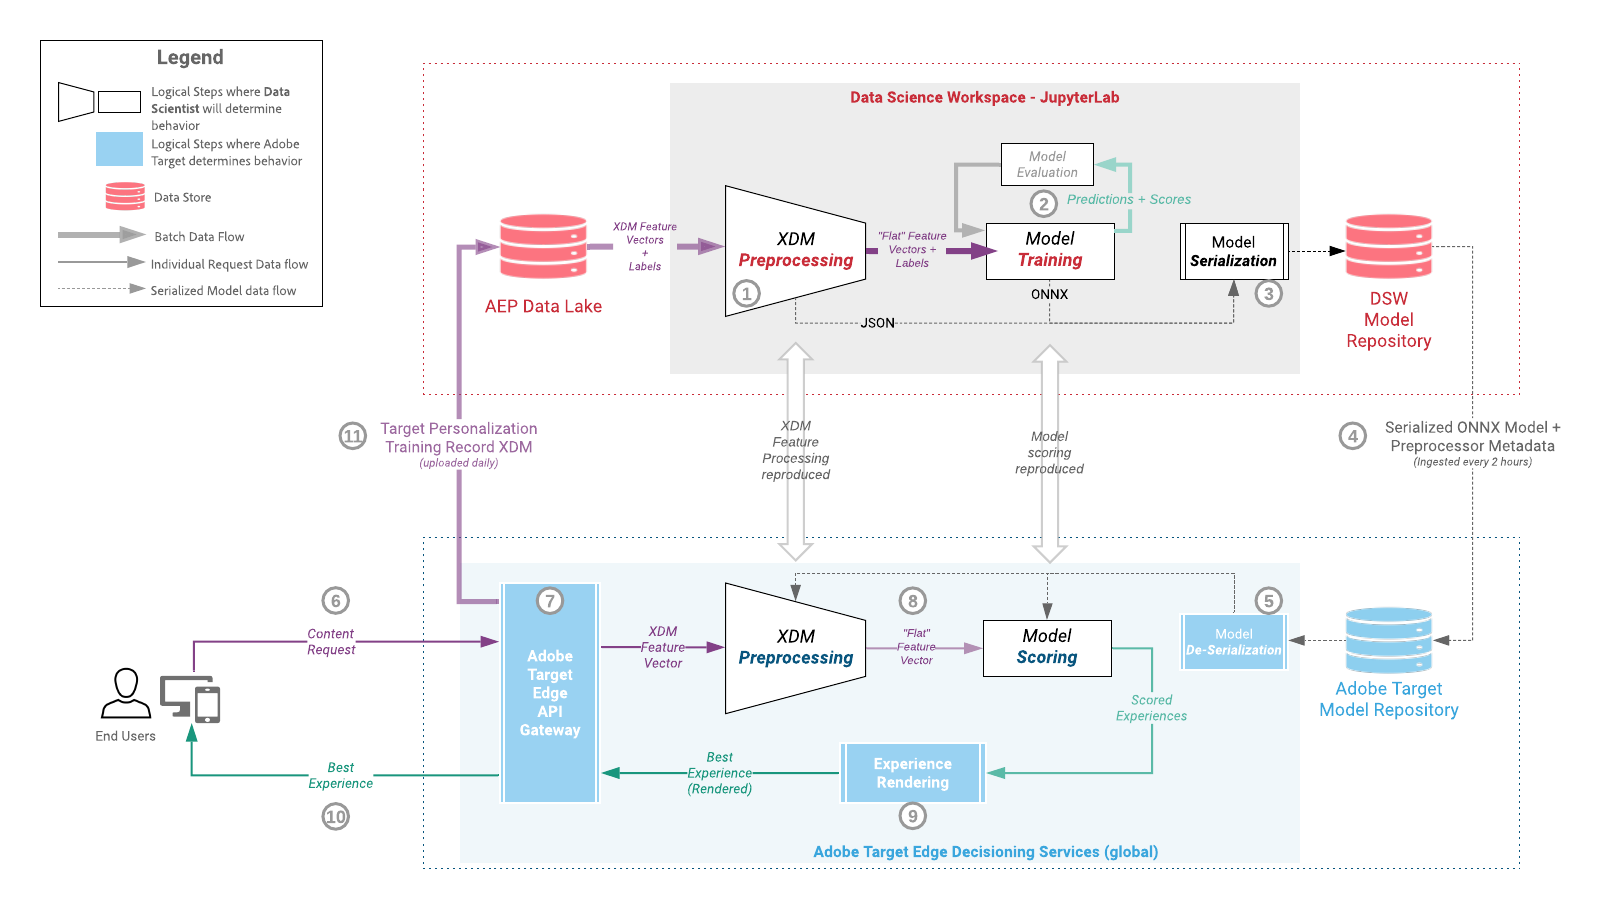 Legend
Logical Steps where Data
Scientist will determine
behavior
Logical Steps where Adobe
Target determines behavior
Data Store
Batch Data Flow
Individual Request Data flow
Serialized Model data flow
Data Science Workspace - JupyterLab
Model
Evaluation
2
Predictions + Scores
XDM Feature
Vectors
+
Labels
XDM
Preprocessing
1
"Flat" Feature
Vectors +
Labels
Model
Training
ONNX
JSON
Model
Serialization
3
AEP Data Lake
DSW
Model
Repository
11
Target Personalization
Training Record XDM
(uploaded daily)
XDM
Feature
Processing
reproduced
Model
scoring
reproduced
4
Serialized ONNX Model +
Preprocessor Metadata
(Ingested every 2 hours)
6
Content
Request
7
Adobe
Target
Edge
API
Gateway
XDM
Feature
Vector
XDM
Preprocessing
8
"Flat"
Feature
Vector
Model
Scoring
5
Model
De-Serialization
Adobe Target
Model Repository
End Users
Scored
Experiences
Best
Experience
10
Best
Experience
(Rendered)
Experience
Rendering
9
Adobe Target Edge Decisioning Services (global)